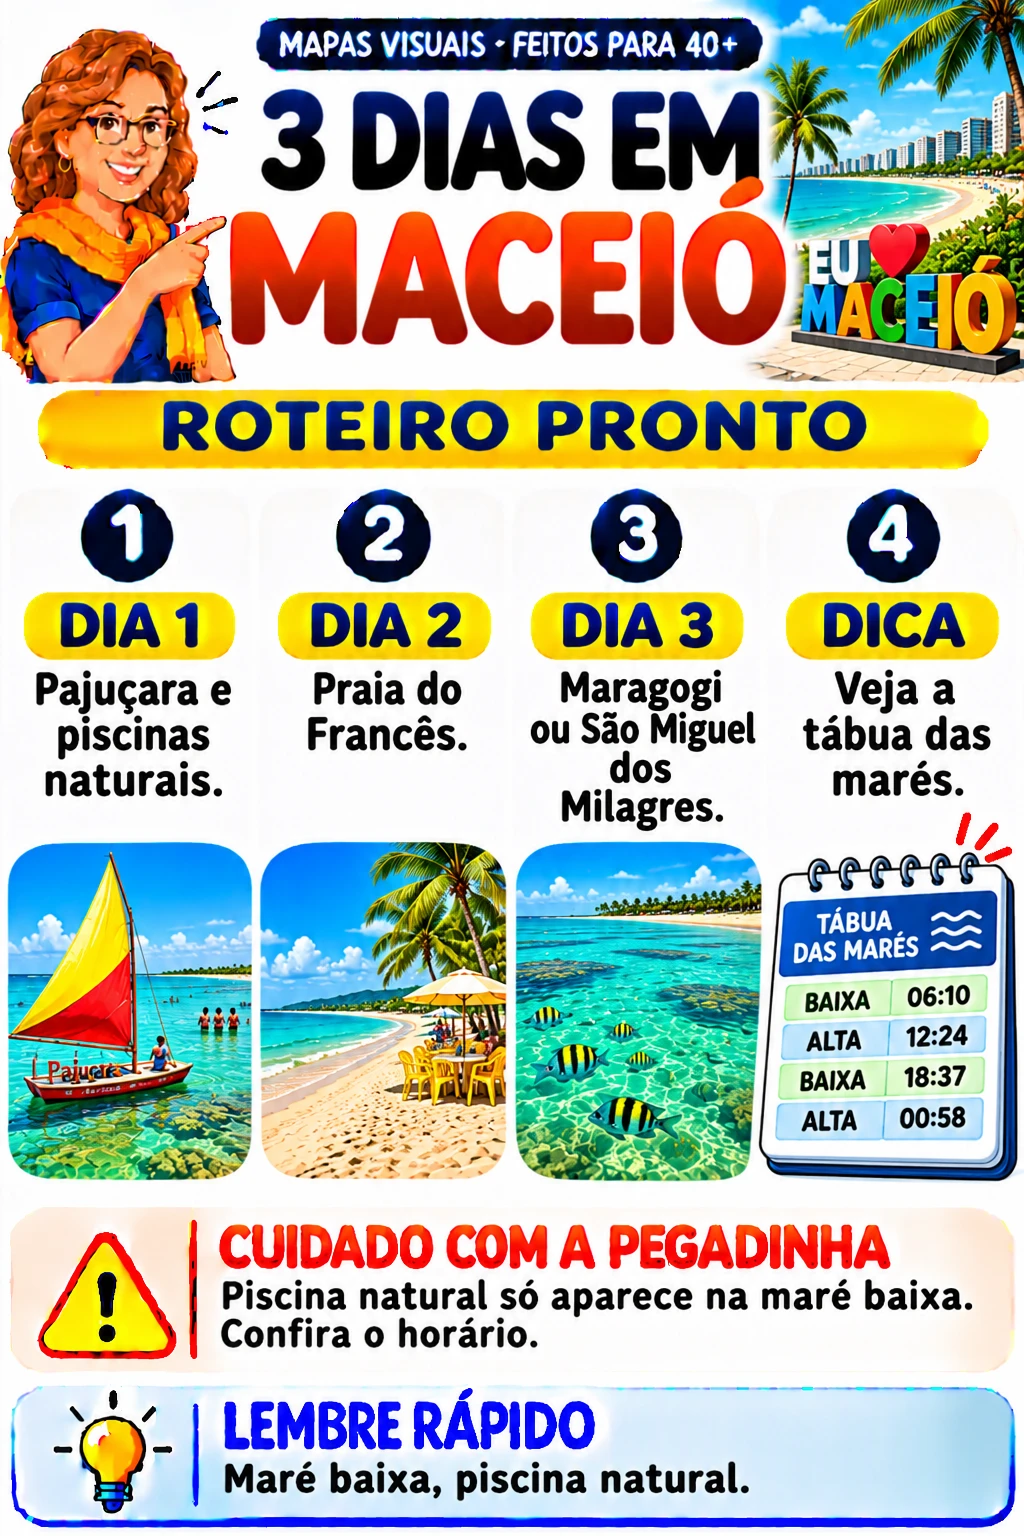 MAPAS VISUAIS • FEITOS PARA 40+
3 DIAS EM
MACEIÓ
EU
MACEIÓ
ROTEIRO PRONTO
1
DIA 1
Pajuçara e
piscinas
naturais.
2
DIA 2
Praia do
Francês.
3
DIA 3
Maragogi
ou São Miguel
dos
Milagres.
4
DICA
Veja a
tábua das
marés.
TÁBUA
DAS MARÉS
BAIXA 06:10
ALTA 12:24
BAIXA 18:37
ALTA 00:58
CUIDADO COM A PEGADINHA
Piscina natural só aparece na maré baixa.
Confira o horário.
LEMBRE RÁPIDO
Maré baixa, piscina natural.